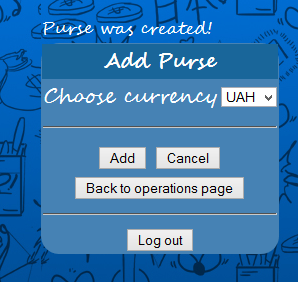 Purse was created!
Add Purse
Choose currency UAH
Add Cancel
Back to operations page
Log out